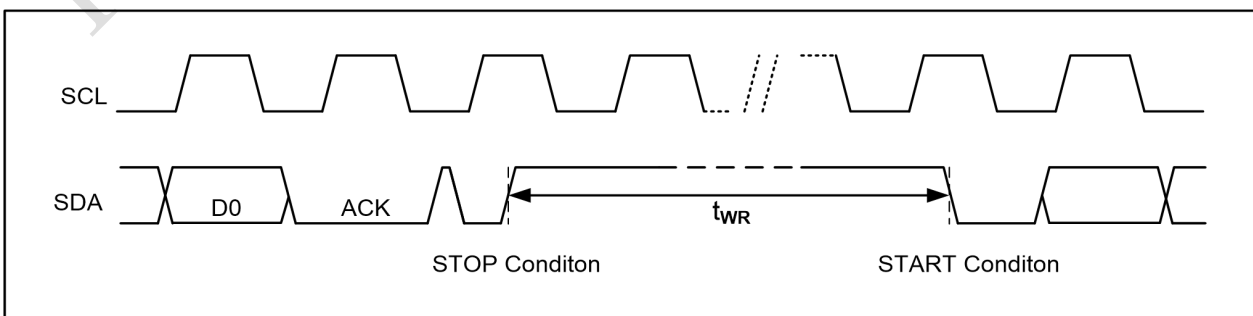 SCL
SDA
D0
ACK
tWR
STOP Conditon
START Conditon